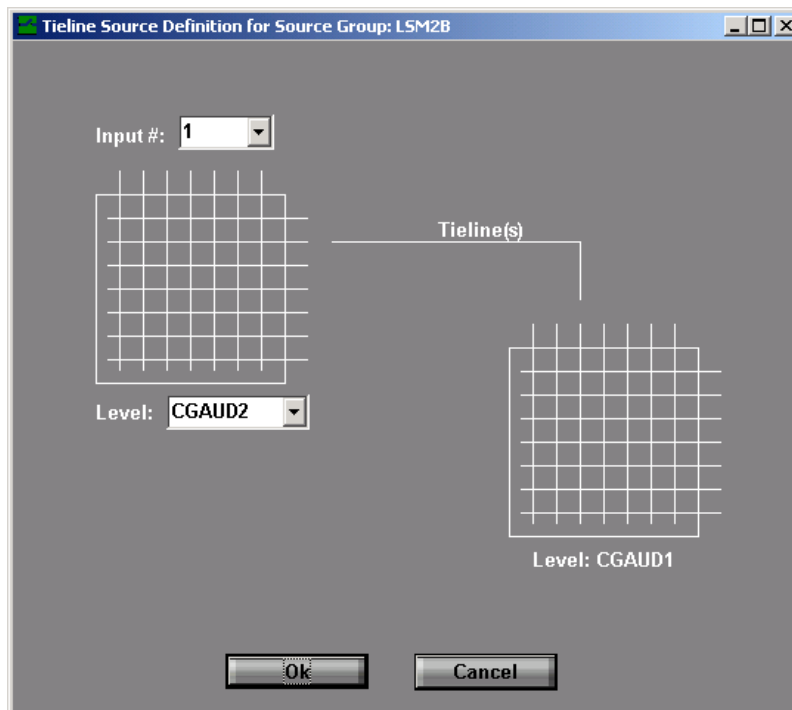 Tieline Source Definition for Source Group: LSM2B
Input #: 1
Tieline(s)
Level: CGAUD2
Level: CGAUD1
Ok
Cancel